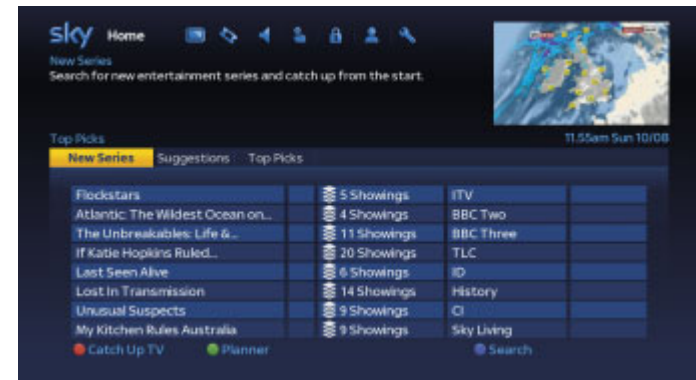 sky Home
New Series
Search for new entertainment series and catch up from the start.
Top Picks 11.55am Sun 10/08
New Series Suggestions Top Picks
Flockstars 5 Showings ITV
Atlantic: The Wildest Ocean on... 4 Showings BBC Two
The Unbreakables: Life &... 11 Showings BBC Three
If Katie Hopkins Ruled... 20 Showings TLC
Last Seen Alive 6 Showings ID
Lost In Transmission 14 Showings History
Unusual Suspects 9 Showings CI
My Kitchen Rules Australia 9 Showings Sky Living
Catch Up TV Planner Search